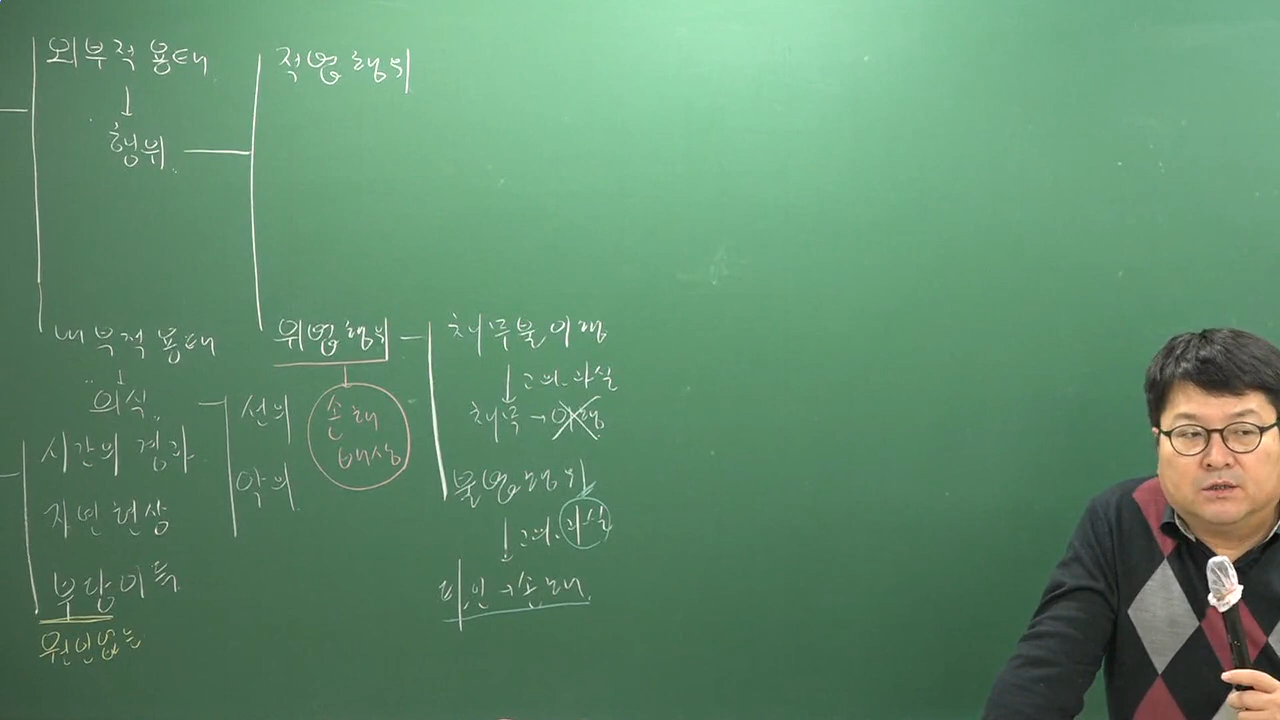 외부적 용태
적법행위
행위
내부적 용태
위법행위
채무불이행
고의.과실
의식
선의
손해
배상
채무→이행
시간의 경과
악의
불법행위
자연현상
고의.과실
부당이득
타인→손해
원인없는